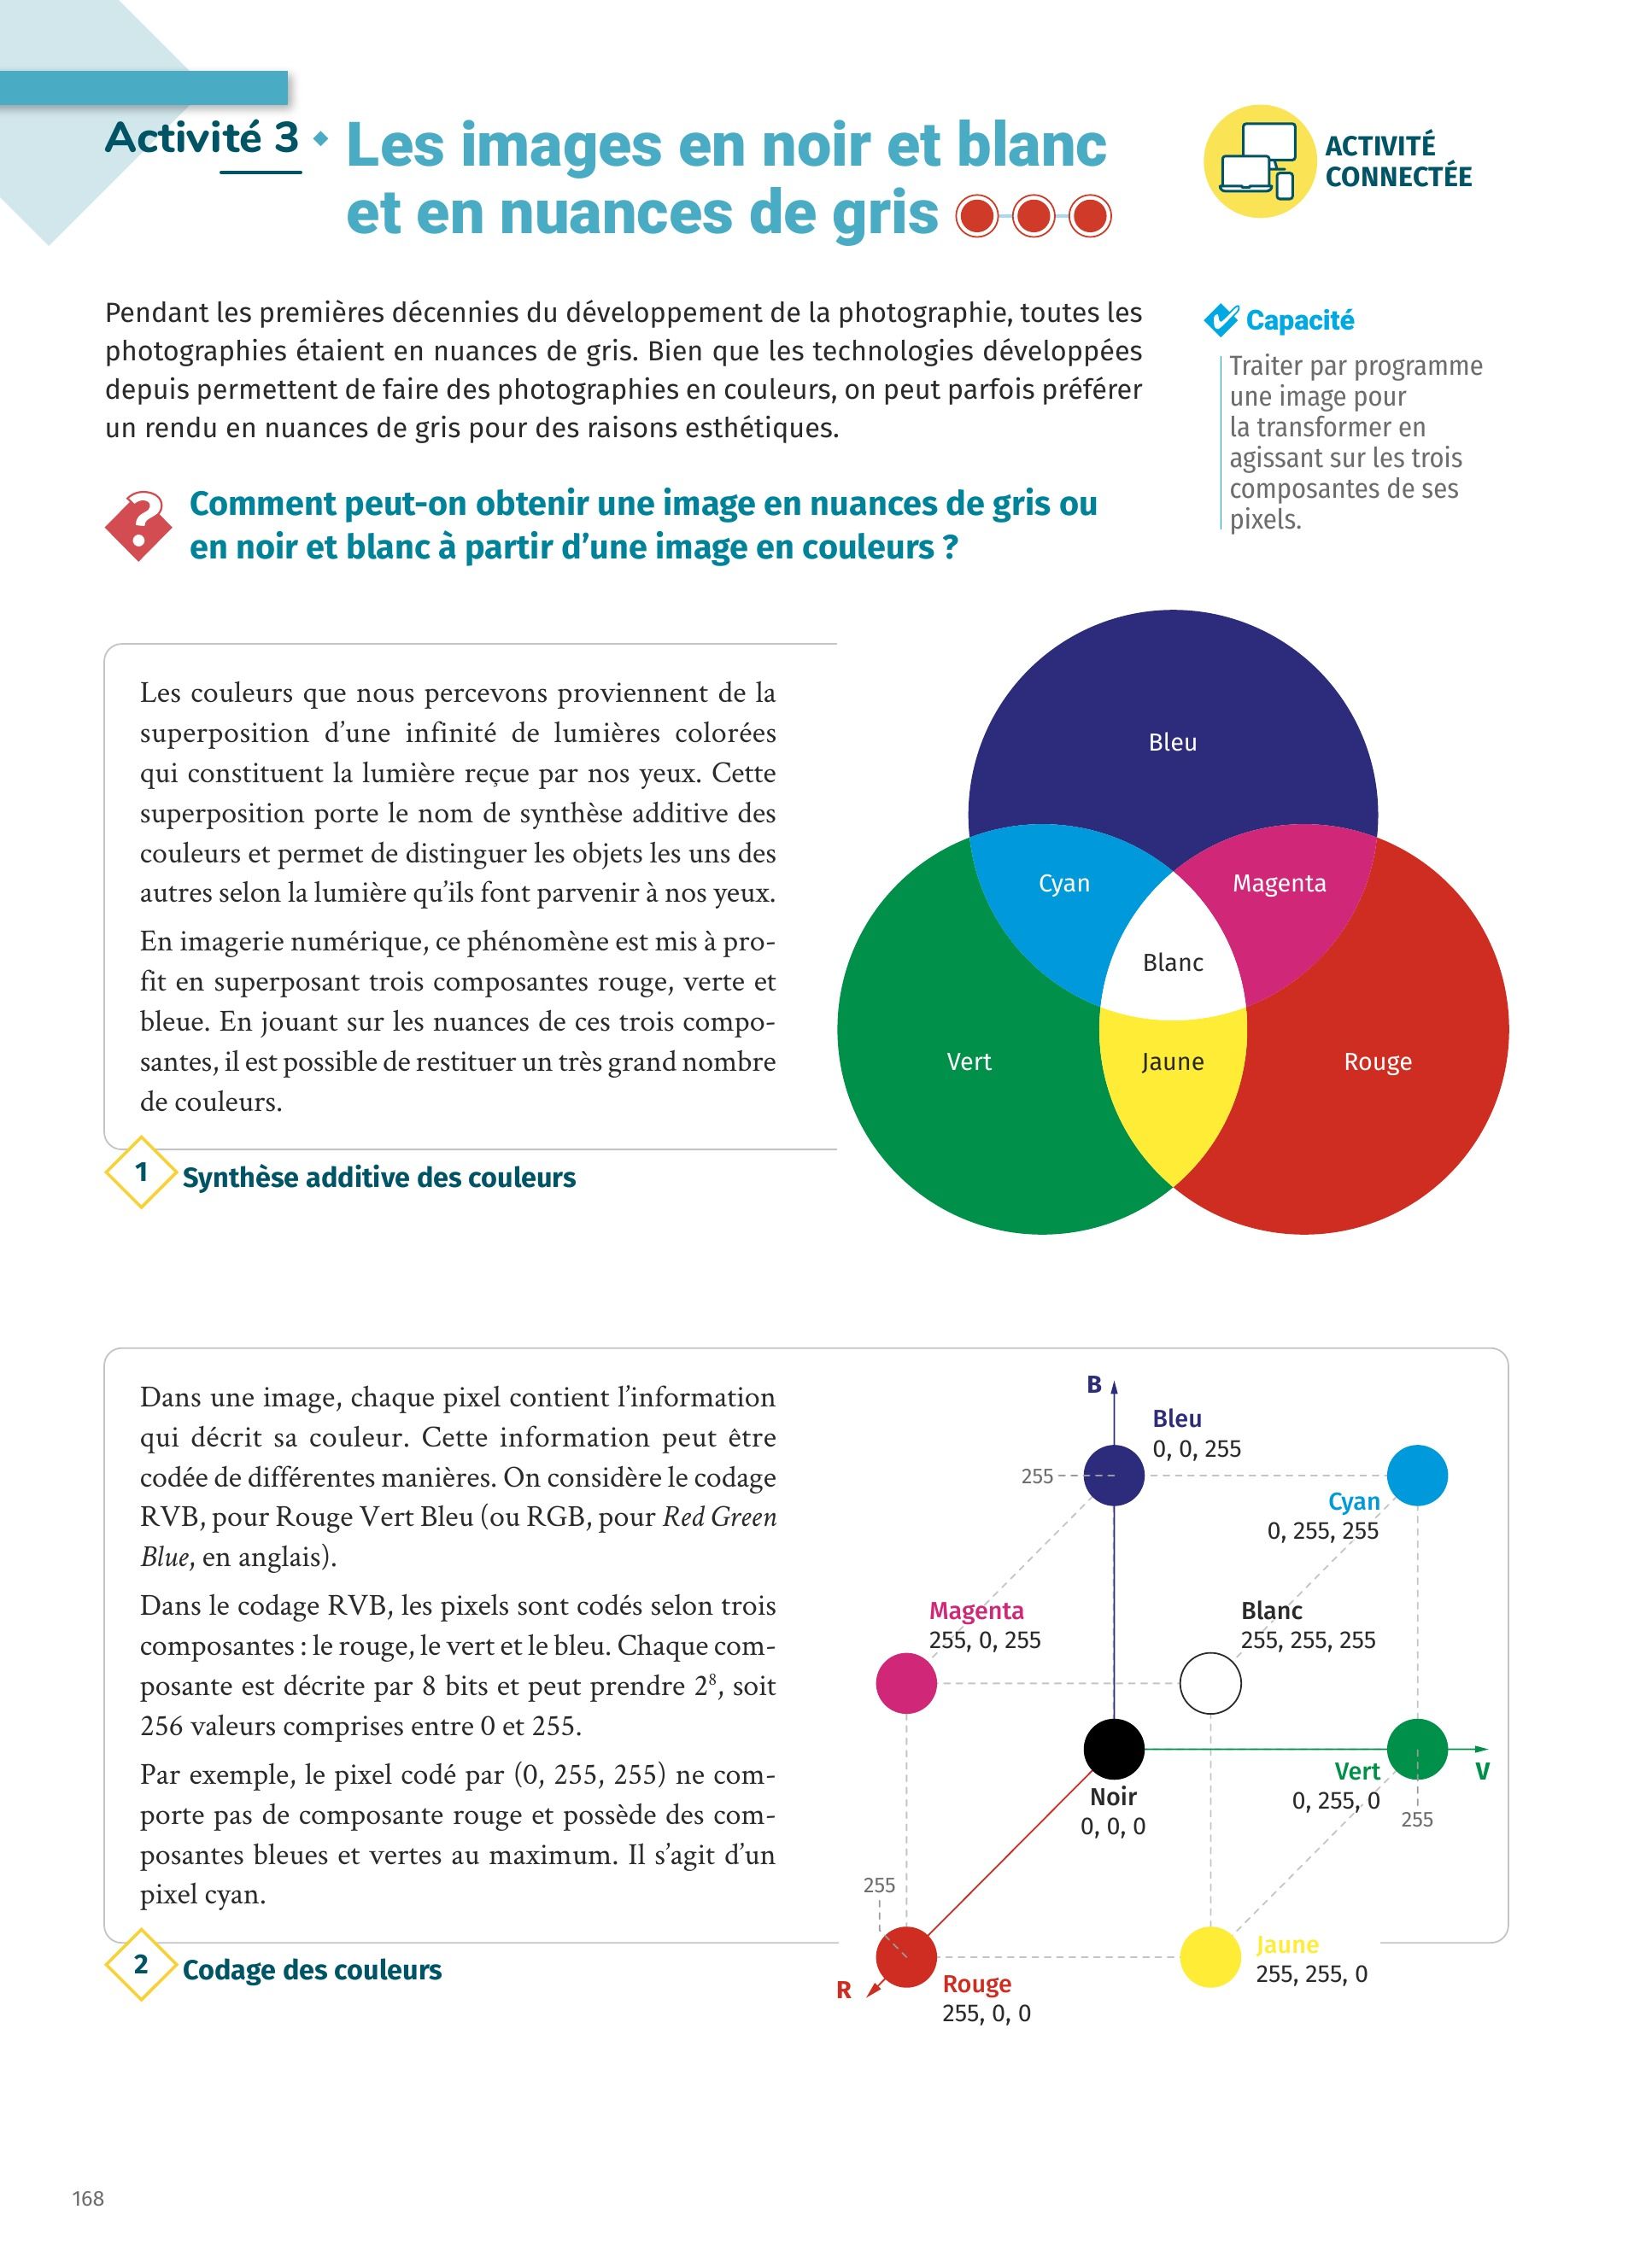 Activité 3
Les images en noir et blanc
et en nuances de gris
ACTIVITÉ
CONNECTÉE
Pendant les premières décennies du développement de la photographie, toutes les
photographies étaient en nuances de gris. Bien que les technologies développées
depuis permettent de faire des photographies en couleurs, on peut parfois préférer
un rendu en nuances de gris pour des raisons esthétiques.
Capacité
Traiter par programme
une image pour
la transformer en
agissant sur les trois
composantes de ses
pixels.
?
Comment peut-on obtenir une image en nuances de gris ou
en noir et blanc à partir d’une image en couleurs ?
Les couleurs que nous percevons proviennent de la
superposition d’une infinité de lumières colorées
qui constituent la lumière reçue par nos yeux. Cette
superposition porte le nom de synthèse additive des
couleurs et permet de distinguer les objets les uns des
autres selon la lumière qu’ils font parvenir à nos yeux.
En imagerie numérique, ce phénomène est mis à pro-
fit en superposant trois composantes rouge, verte et
bleue. En jouant sur les nuances de ces trois compo-
santes, il est possible de restituer un très grand nombre
de couleurs.
1
Synthèse additive des couleurs
Bleu
Cyan
Magenta
Blanc
Vert
Jaune
Rouge
Dans une image, chaque pixel contient l’information
qui décrit sa couleur. Cette information peut être
codée de différentes manières. On considère le codage
RVB, pour Rouge Vert Bleu (ou RGB, pour Red Green
Blue, en anglais).
Dans le codage RVB, les pixels sont codés selon trois
composantes : le rouge, le vert et le bleu. Chaque com-
posante est décrite par 8 bits et peut prendre 2⁸, soit
256 valeurs comprises entre 0 et 255.
Par exemple, le pixel codé par (0, 255, 255) ne com-
porte pas de composante rouge et possède des com-
posantes bleues et vertes au maximum. Il s’agit d’un
pixel cyan.
2
Codage des couleurs
B
Bleu
0, 0, 255
255
Cyan
0, 255, 255
Magenta
255, 0, 255
Blanc
255, 255, 255
Noir
0, 0, 0
Vert
0, 255, 0
V
255
255
Jaune
255, 255, 0
R
Rouge
255, 0, 0
168